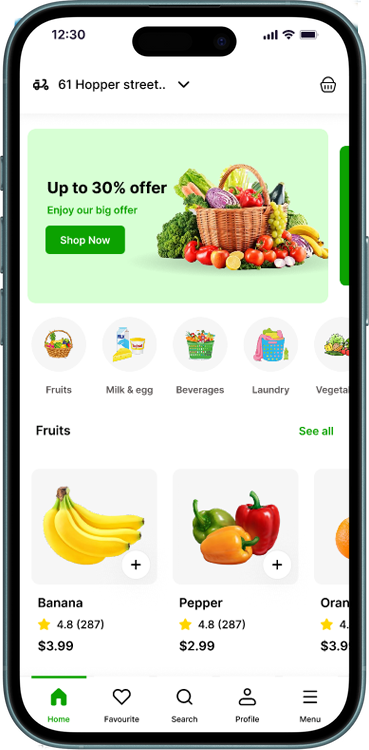 12:30
61 Hopper street..
Up to 30% offer
Enjoy our big offer
Shop Now
Fruits
Milk & egg
Beverages
Laundry
Vegetal
Fruits
See all
Banana
4.8 (287)
$3.99
Pepper
4.8 (287)
$2.99
Oran
4.
$3.9
Home
Favourite
Search
Profile
Menu